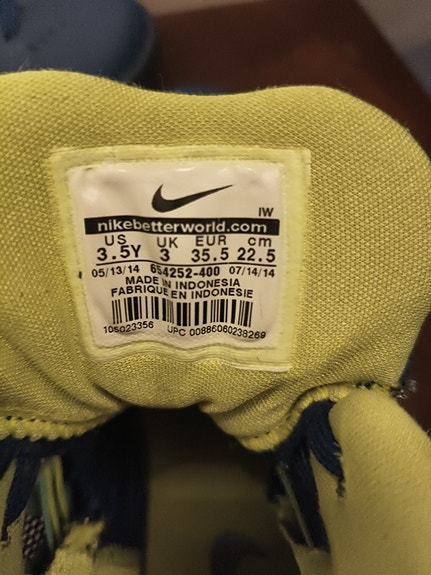 IW
nikebetterworld.com
US UK EUR cm
3.5Y 3 35.5 22.5
05/13/14 654252-400 07/14/14
MADE IN INDONESIA
FABRIQUE EN INDONESIE
105023356 UPC 00886060238269